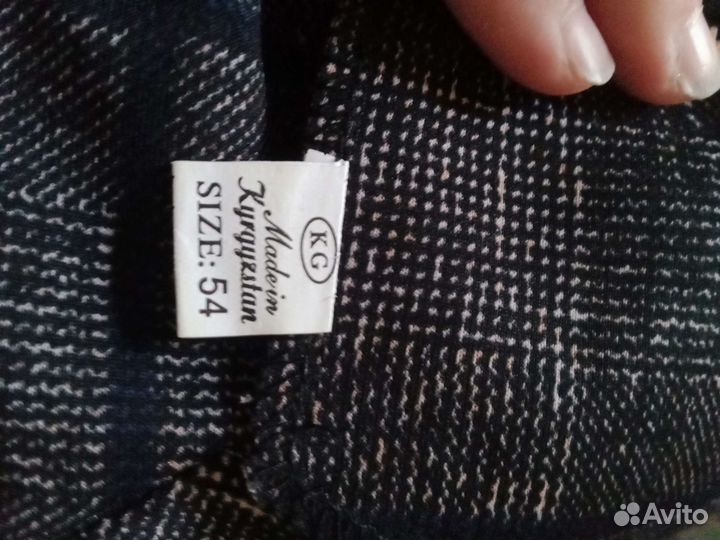 KG
Made in
Kyrgyzstan
SIZE: 54
Avito